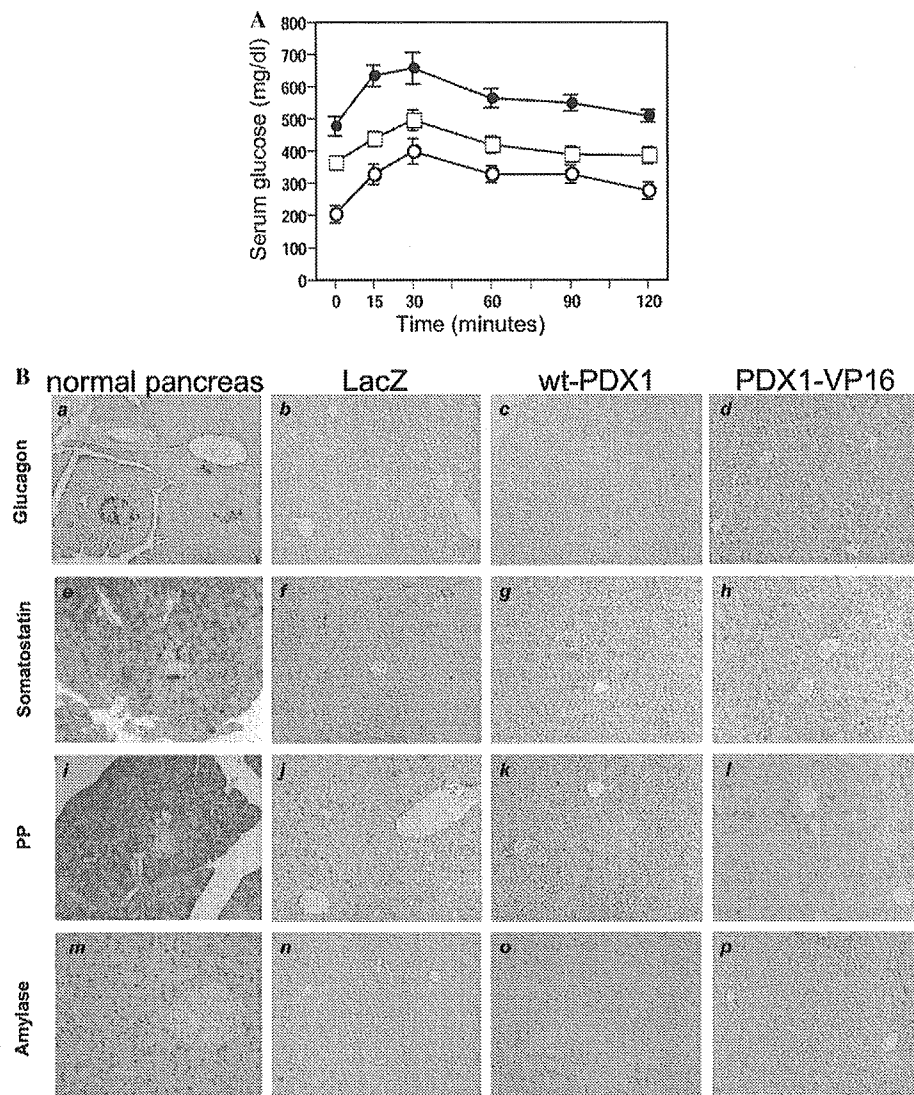 A
Serum glucose (mg/dl)
800
700
600
500
400
300
200
100
0
0 15 30 60 90 120
Time (minutes)
B normal pancreas LacZ wt-PDX1 PDX1-VP16
Glucagon
a b c d
Somatostatin
e f g h
PP
i j k l
Amylase
m n o p